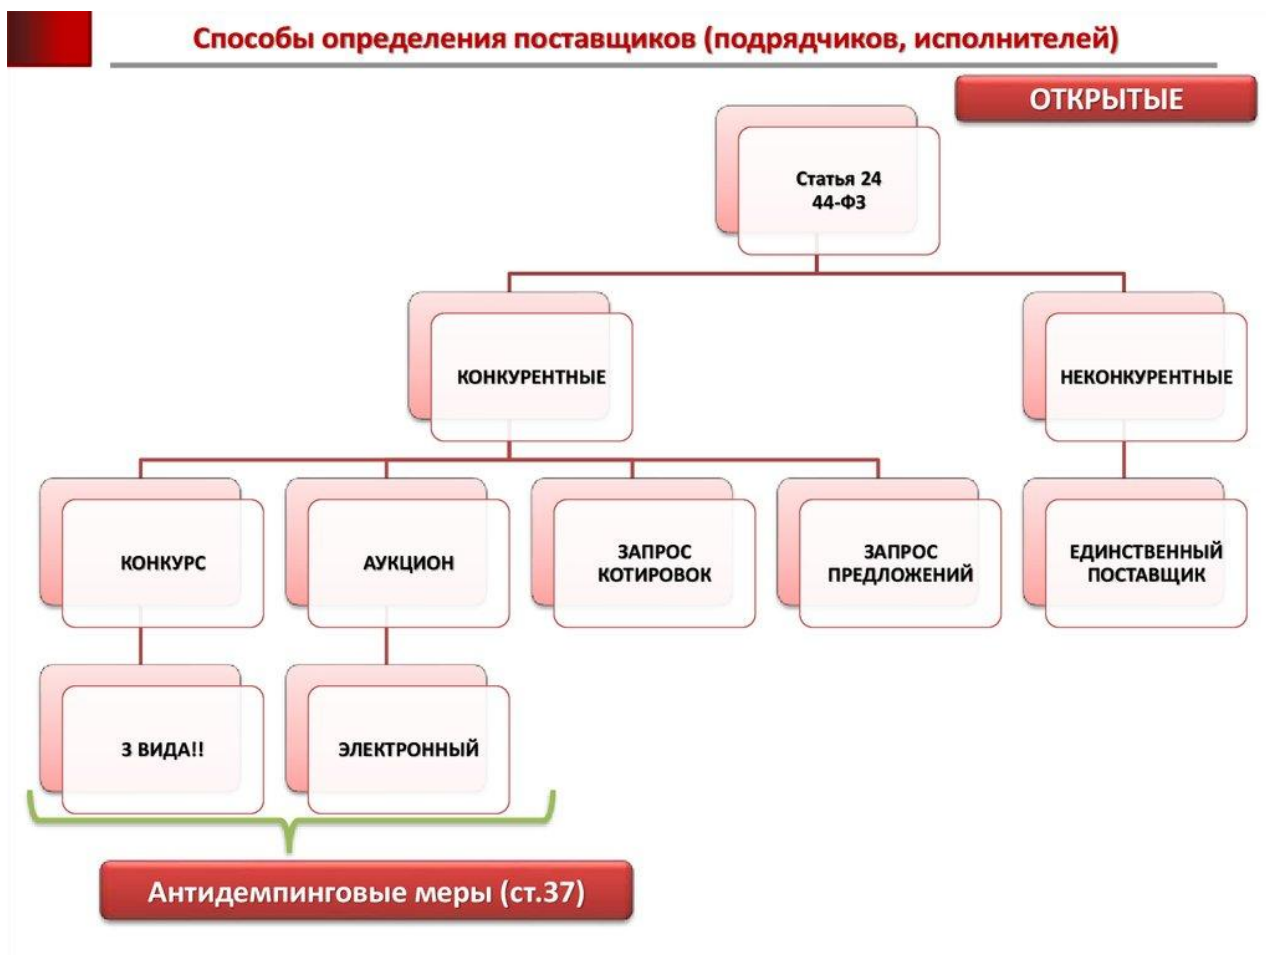 Способы определения поставщиков (подрядчиков, исполнителей)
ОТКРЫТЫЕ
Статья 24
44-ФЗ
КОНКУРЕНТНЫЕ
НЕКОНКУРЕНТНЫЕ
КОНКУРС
АУКЦИОН
ЗАПРОС
КОТИРОВОК
ЗАПРОС
ПРЕДЛОЖЕНИЙ
ЕДИНСТВЕННЫЙ
ПОСТАВЩИК
3 ВИДА!!
ЭЛЕКТРОННЫЙ
Антидемпинговые меры (ст.37)